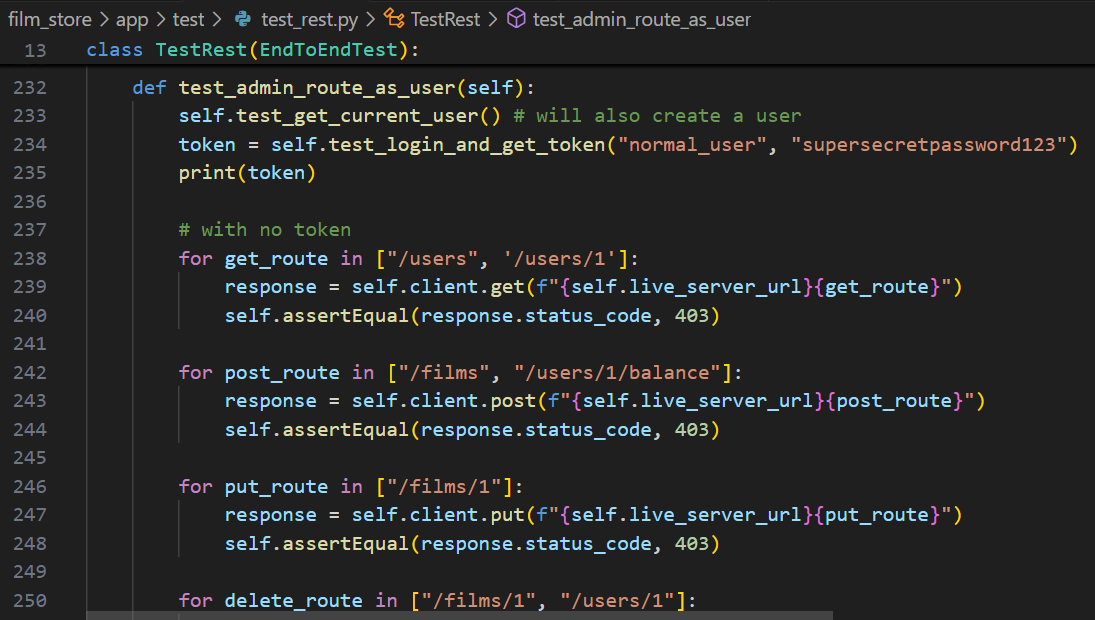 film_store > app > test > test_rest.py > TestRest > test_admin_route_as_user
13 class TestRest(EndToEndTest):
232 def test_admin_route_as_user(self):
233 self.test_get_current_user() # will also create a user
234 token = self.test_login_and_get_token("normal_user", "supersecretpassword123")
235 print(token)
236
237 # with no token
238 for get_route in ["/users", '/users/1']:
239 response = self.client.get(f"{self.live_server_url}{get_route}")
240 self.assertEqual(response.status_code, 403)
241
242 for post_route in ["/films", "/users/1/balance"]:
243 response = self.client.post(f"{self.live_server_url}{post_route}")
244 self.assertEqual(response.status_code, 403)
245
246 for put_route in ["/films/1"]:
247 response = self.client.put(f"{self.live_server_url}{put_route}")
248 self.assertEqual(response.status_code, 403)
249
250 for delete_route in ["/films/1", "/users/1"]: